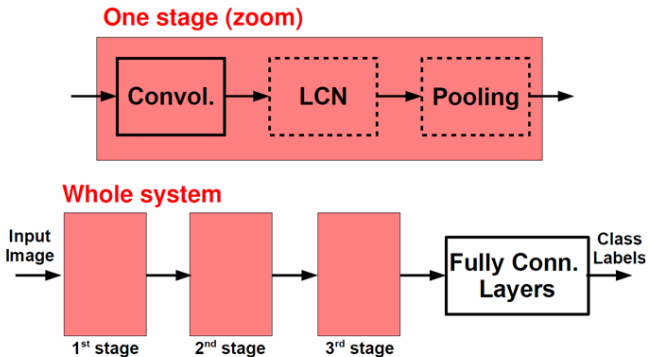 One stage (zoom)
Convol.
LCN
Pooling
Whole system
Input
Image
Fully Conn.
Layers
Class
Labels
1st stage
2nd stage
3rd stage